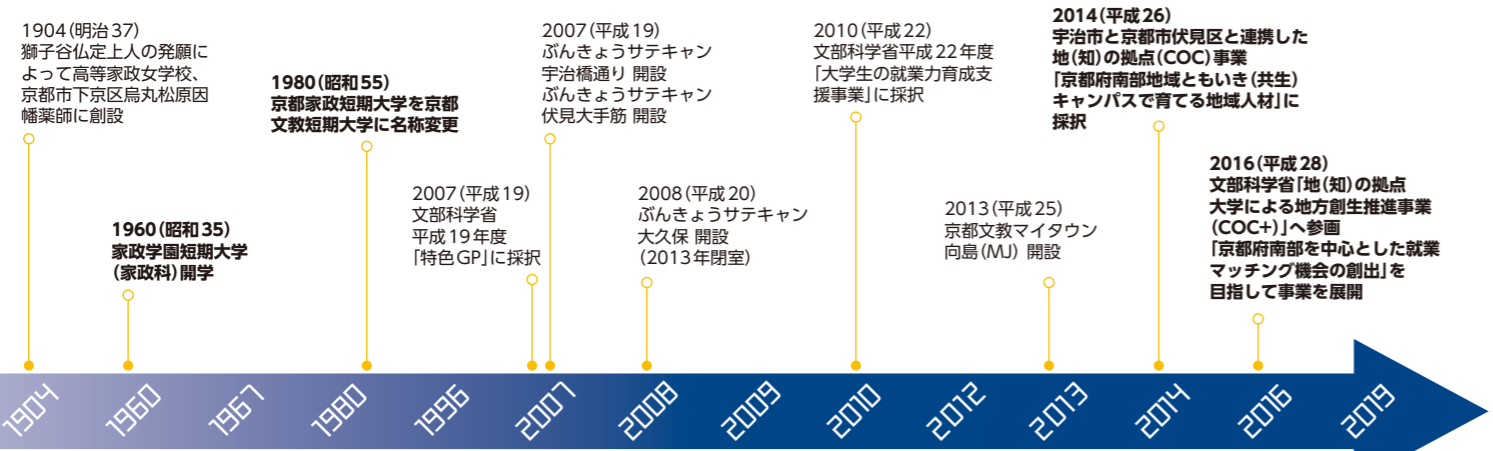 1904(明治37)
獅子谷仏定上人の発願に
よって高等家政女学校、
京都市下京区烏丸松原因
幡薬師に創設
1960(昭和35)
家政学園短期大学
(家政科)開学
1980(昭和55)
京都家政短期大学を京都
文教短期大学に名称変更
2007(平成19)
文部科学省
平成19年度
「特色GP」に採択
2007(平成19)
ぶんきょうサテキャン
宇治橋通り 開設
ぶんきょうサテキャン
伏見大手筋 開設
2008(平成20)
ぶんきょうサテキャン
大久保 開設
(2013年閉室)
2010(平成22)
文部科学省平成22年度
「大学生の就業力育成支
援事業」に採択
2013(平成25)
京都文教マイタウン
向島(MJ) 開設
2014(平成26)
宇治市と京都市伏見区と連携した
地(知)の拠点(COC)事業
「京都府南部地域ともいき(共生)
キャンパスで育てる地域人材」に
採択
2016(平成28)
文部科学省「地(知)の拠点
大学による地方創生推進事業
(COC+)」へ参画
「京都府南部を中心とした就業
マッチング機会の創出」を
目指して事業を展開
1904
1960
1967
1980
1996
2007
2008
2009
2010
2012
2013
2014
2016
2019